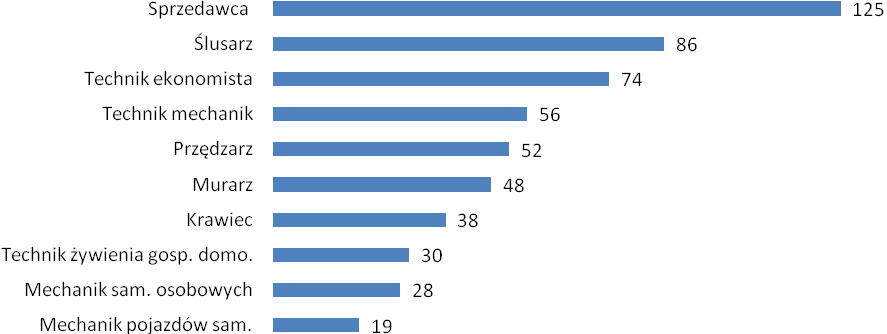 Sprzedawca 125
Ślusarz 86
Technik ekonomista 74
Technik mechanik 56
Przędzarz 52
Murarz 48
Krawiec 38
Technik żywienia gosp. domo. 30
Mechanik sam. osobowych 28
Mechanik pojazdów sam. 19